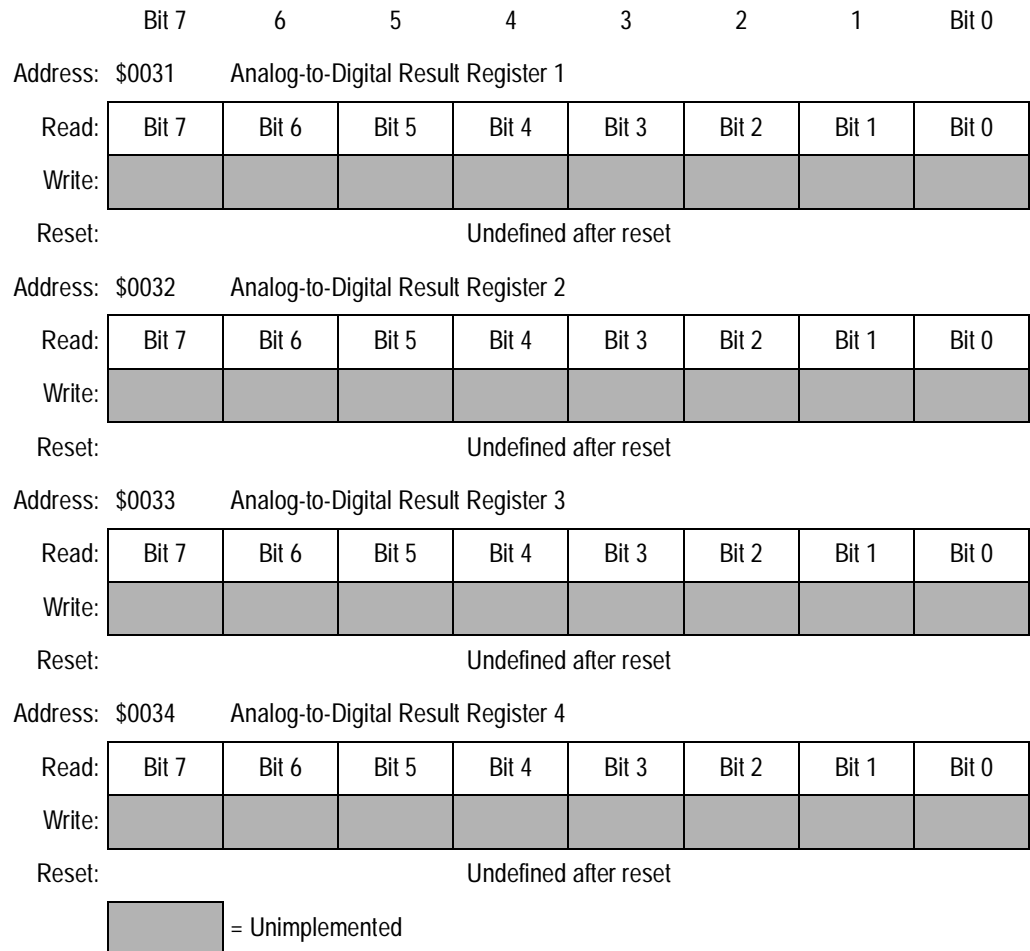 Bit 7 6 5 4 3 2 1 Bit 0
Address: $0031 Analog-to-Digital Result Register 1
Read: Bit 7 Bit 6 Bit 5 Bit 4 Bit 3 Bit 2 Bit 1 Bit 0
Write:
Reset: Undefined after reset
Address: $0032 Analog-to-Digital Result Register 2
Read: Bit 7 Bit 6 Bit 5 Bit 4 Bit 3 Bit 2 Bit 1 Bit 0
Write:
Reset: Undefined after reset
Address: $0033 Analog-to-Digital Result Register 3
Read: Bit 7 Bit 6 Bit 5 Bit 4 Bit 3 Bit 2 Bit 1 Bit 0
Write:
Reset: Undefined after reset
Address: $0034 Analog-to-Digital Result Register 4
Read: Bit 7 Bit 6 Bit 5 Bit 4 Bit 3 Bit 2 Bit 1 Bit 0
Write:
Reset: Undefined after reset
= Unimplemented